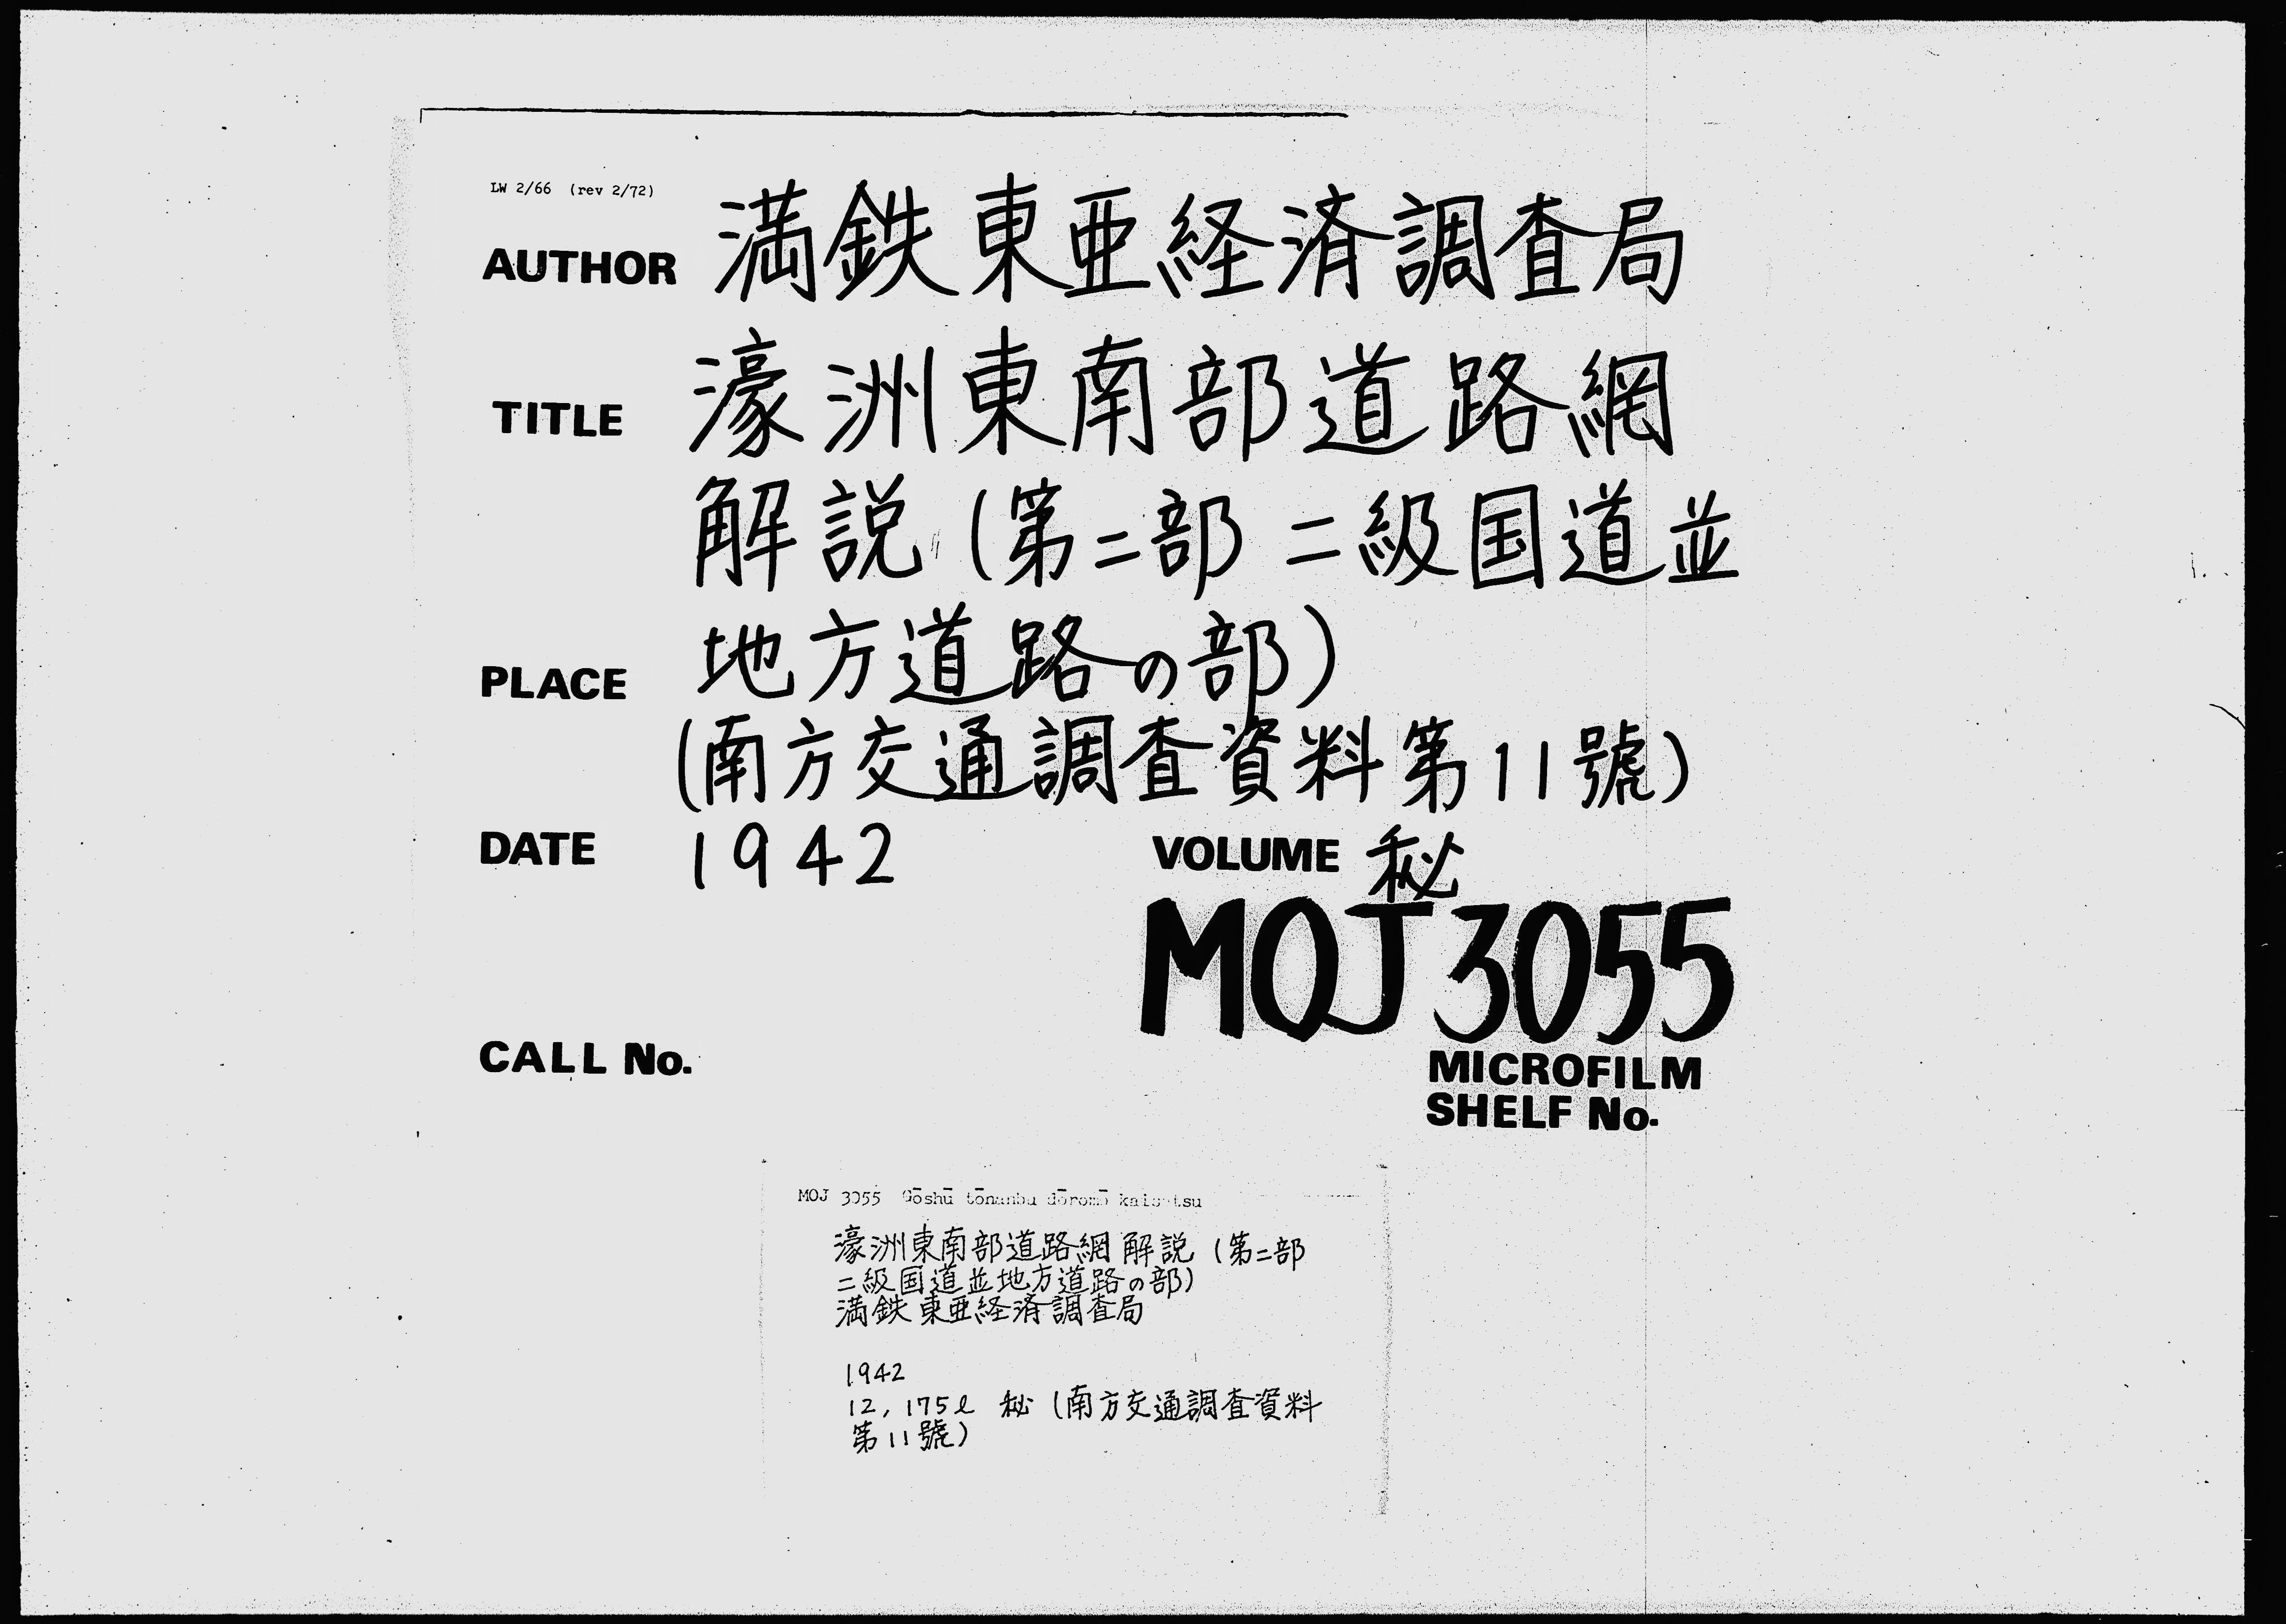 LW 2/66 (rev 2/72)
AUTHOR 満鉄東亜経済調査局
TITLE 濠洲東南部道路網
解説(第二部 二級国道並
PLACE 地方道路の部)
(南方交通調査資料第11號)
DATE 1942 VOLUME 秘
MOJ 3055
CALL No.
MICROFILM
SHELF No.
MOJ 3055 Gōshū tōnanbu dōromō kaisetsu
濠洲東南部道路網解説(第二部
二級国道並地方道路の部)
満鉄東亜経済調査局
1942
12, 175l 秘 (南方交通調査資料
第11號)